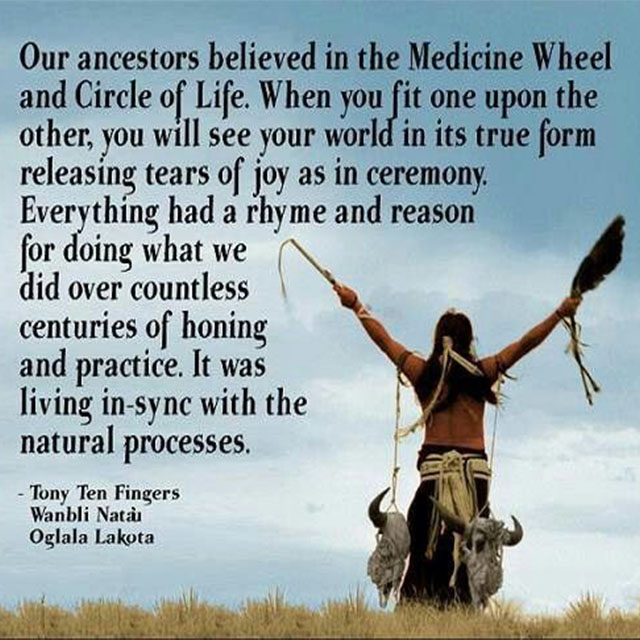 Our ancestors believed in the Medicine Wheel
and Circle of Life. When you fit one upon the
other, you will see your world in its true form
releasing tears of joy as in ceremony.
Everything had a rhyme and reason
for doing what we
did over countless
centuries of honing
and practice. It was
living in-sync with the
natural processes.
- Tony Ten Fingers
Wanbli Nata
Oglala Lakota